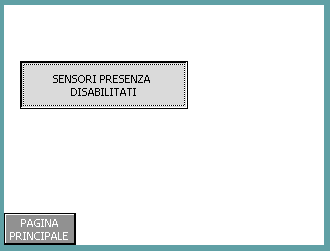 SENSORI PRESENZA
DISABILITATI
PAGINA
PRINCIPALE